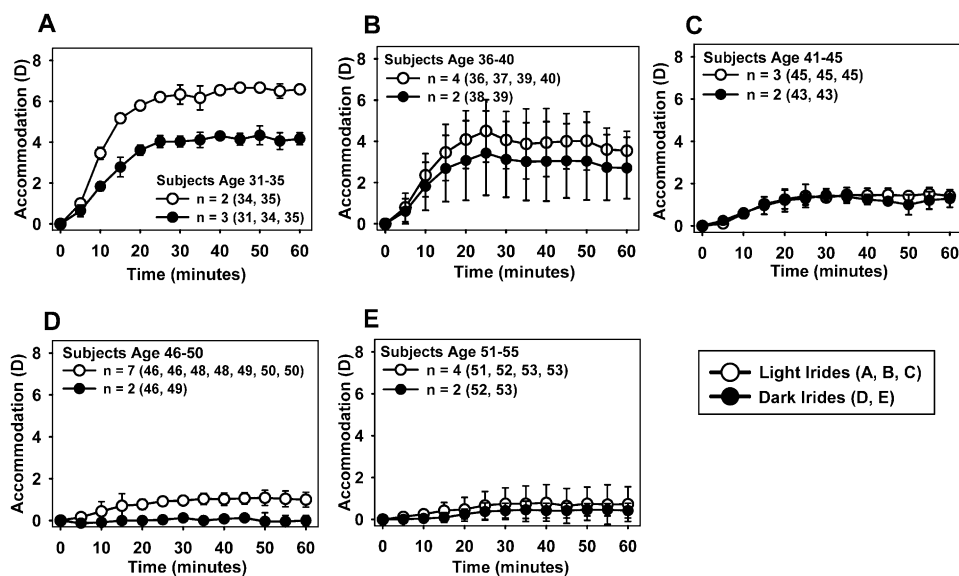 A
Accommodation (D)
8
6
4
2
0
Subjects Age 31-35
n = 2 (34, 35)
n = 3 (31, 34, 35)
0 10 20 30 40 50 60
Time (minutes)
B
Accommodation (D)
8
6
4
2
0
Subjects Age 36-40
n = 4 (36, 37, 39, 40)
n = 2 (38, 39)
0 10 20 30 40 50 60
Time (minutes)
C
Accommodation (D)
8
6
4
2
0
Subjects Age 41-45
n = 3 (45, 45, 45)
n = 2 (43, 43)
0 10 20 30 40 50 60
Time (minutes)
D
Accommodation (D)
8
6
4
2
0
Subjects Age 46-50
n = 7 (46, 46, 48, 48, 49, 50, 50)
n = 2 (46, 49)
0 10 20 30 40 50 60
Time (minutes)
E
Accommodation (D)
8
6
4
2
0
Subjects Age 51-55
n = 4 (51, 52, 53, 53)
n = 2 (52, 53)
0 10 20 30 40 50 60
Time (minutes)
Light Irides (A, B, C)
Dark Irides (D, E)